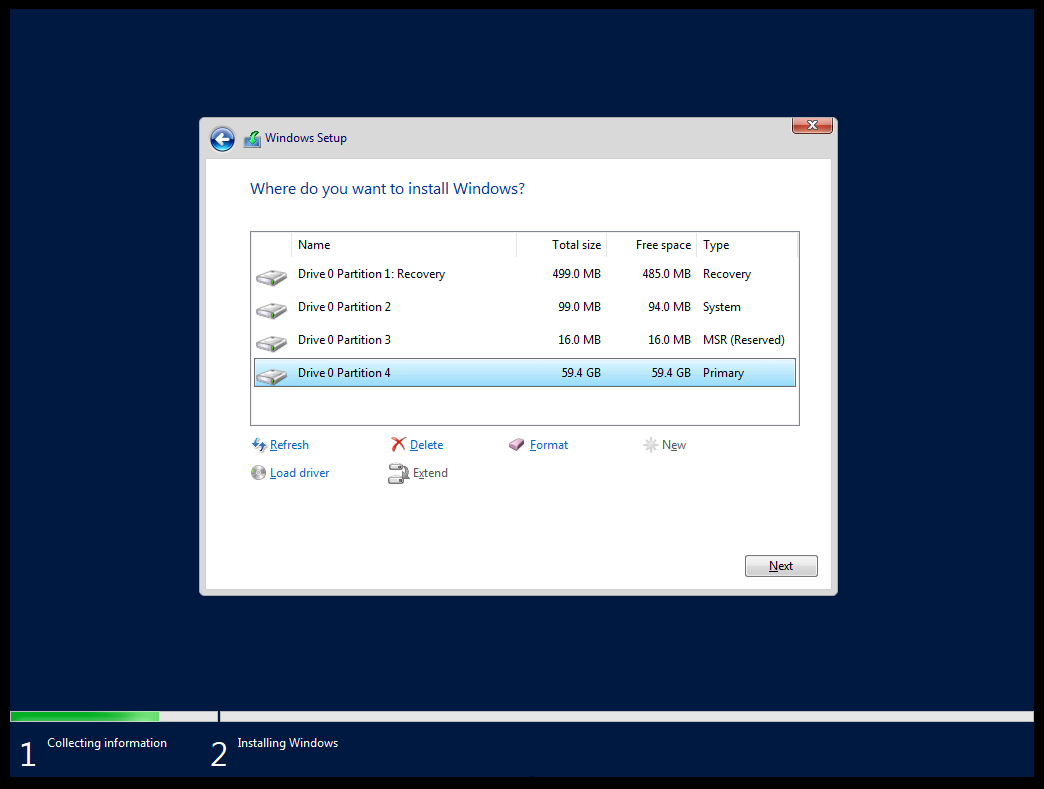 Windows Setup
Where do you want to install Windows?
Name Total size Free space Type
Drive 0 Partition 1: Recovery 499.0 MB 485.0 MB Recovery
Drive 0 Partition 2 99.0 MB 94.0 MB System
Drive 0 Partition 3 16.0 MB 16.0 MB MSR (Reserved)
Drive 0 Partition 4 59.4 GB 59.4 GB Primary
Refresh Delete Format New
Load driver Extend
Next
1 Collecting information 2 Installing Windows